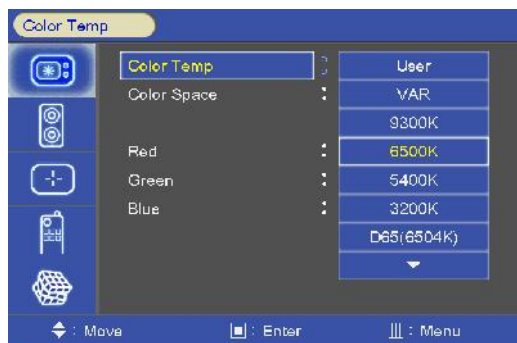 Color Temp
Color Temp : User
Color Space : VAR
9300K
Red : 6500K
Green : 5400K
Blue : 3200K
D65(6504K)
: Move : Enter : Menu